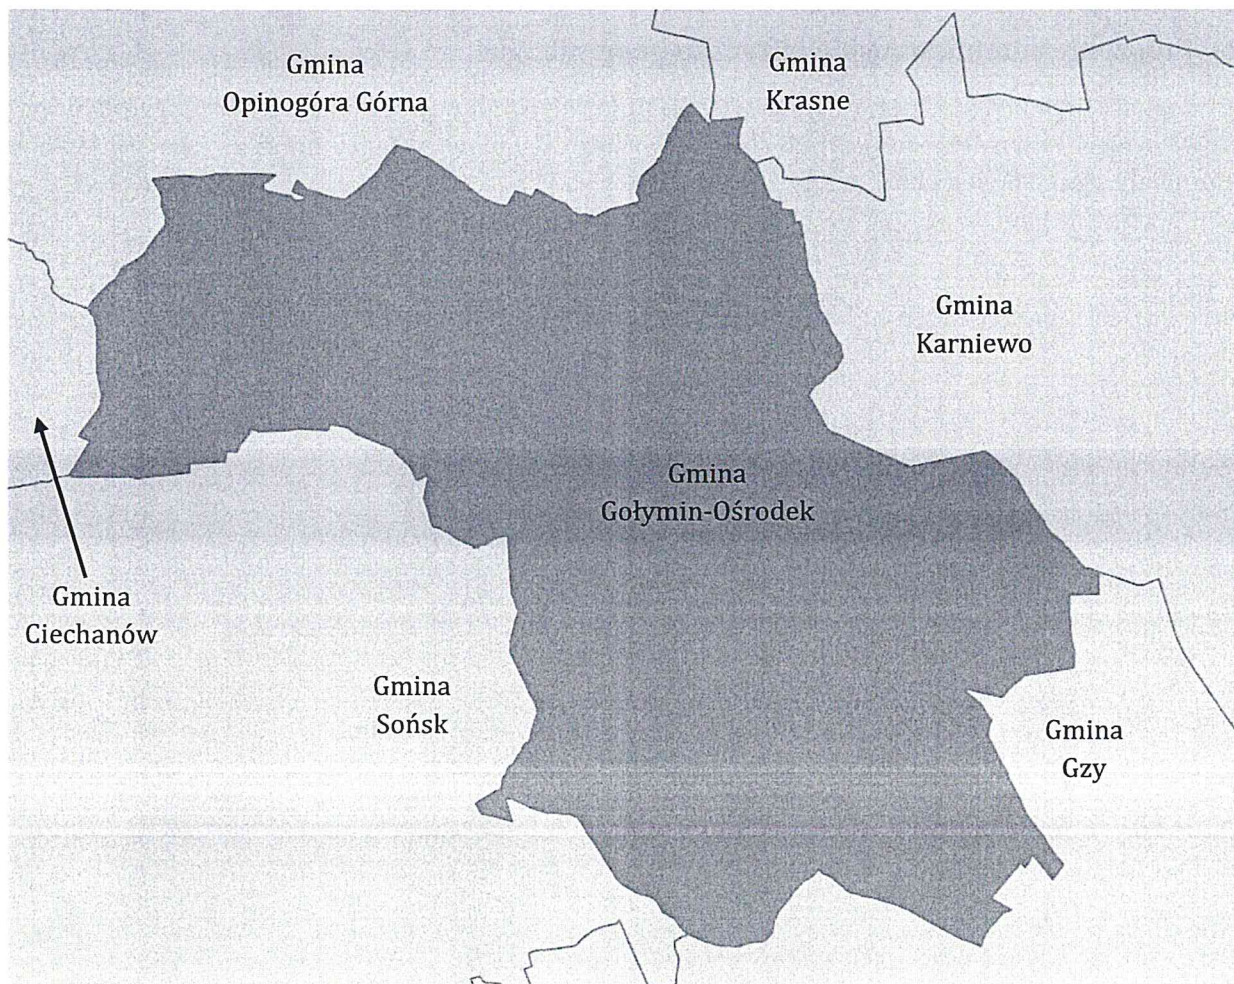 Gmina
Opinogóra Górna
Gmina
Krasne
Gmina
Karniewo
Gmina
Gołymin-Ośrodek
Gmina
Ciechanów
Gmina
Sońsk
Gmina
Gzy